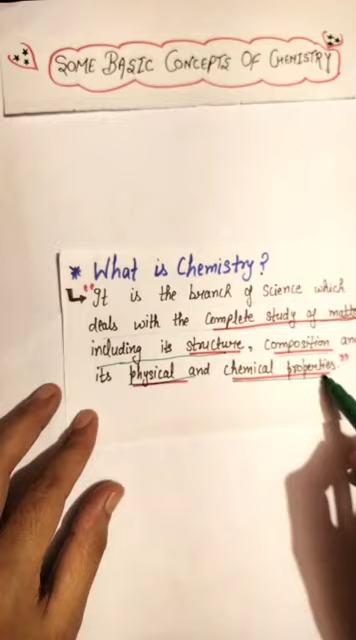 SOME BASIC CONCEPTS OF CHEMISTRY
* What is Chemistry?
"It is the branch of Science which
deals with the Complete study of matte
including its structure, composition an
its physical and chemical properties."